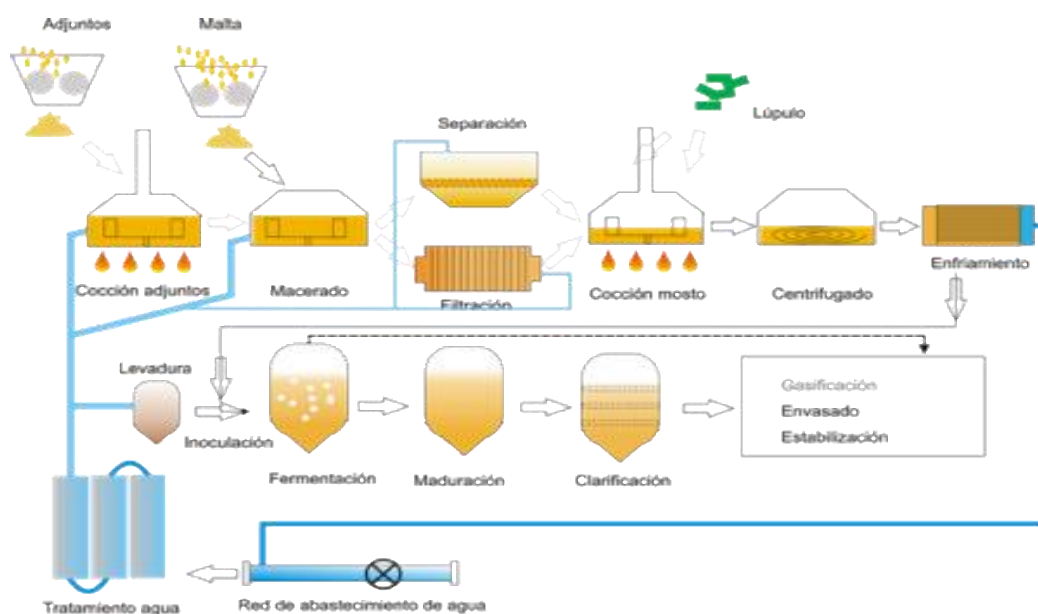 Adjuntos
Malta
Lúpulo
Separación
Cocción adjuntos
Macerado
Filtración
Cocción mosto
Centrifugado
Enfriamiento
Levadura
Inoculación
Fermentación
Maduración
Clarificación
Gasificación
Envasado
Estabilización
Tratamiento agua
Red de abastecimiento de agua